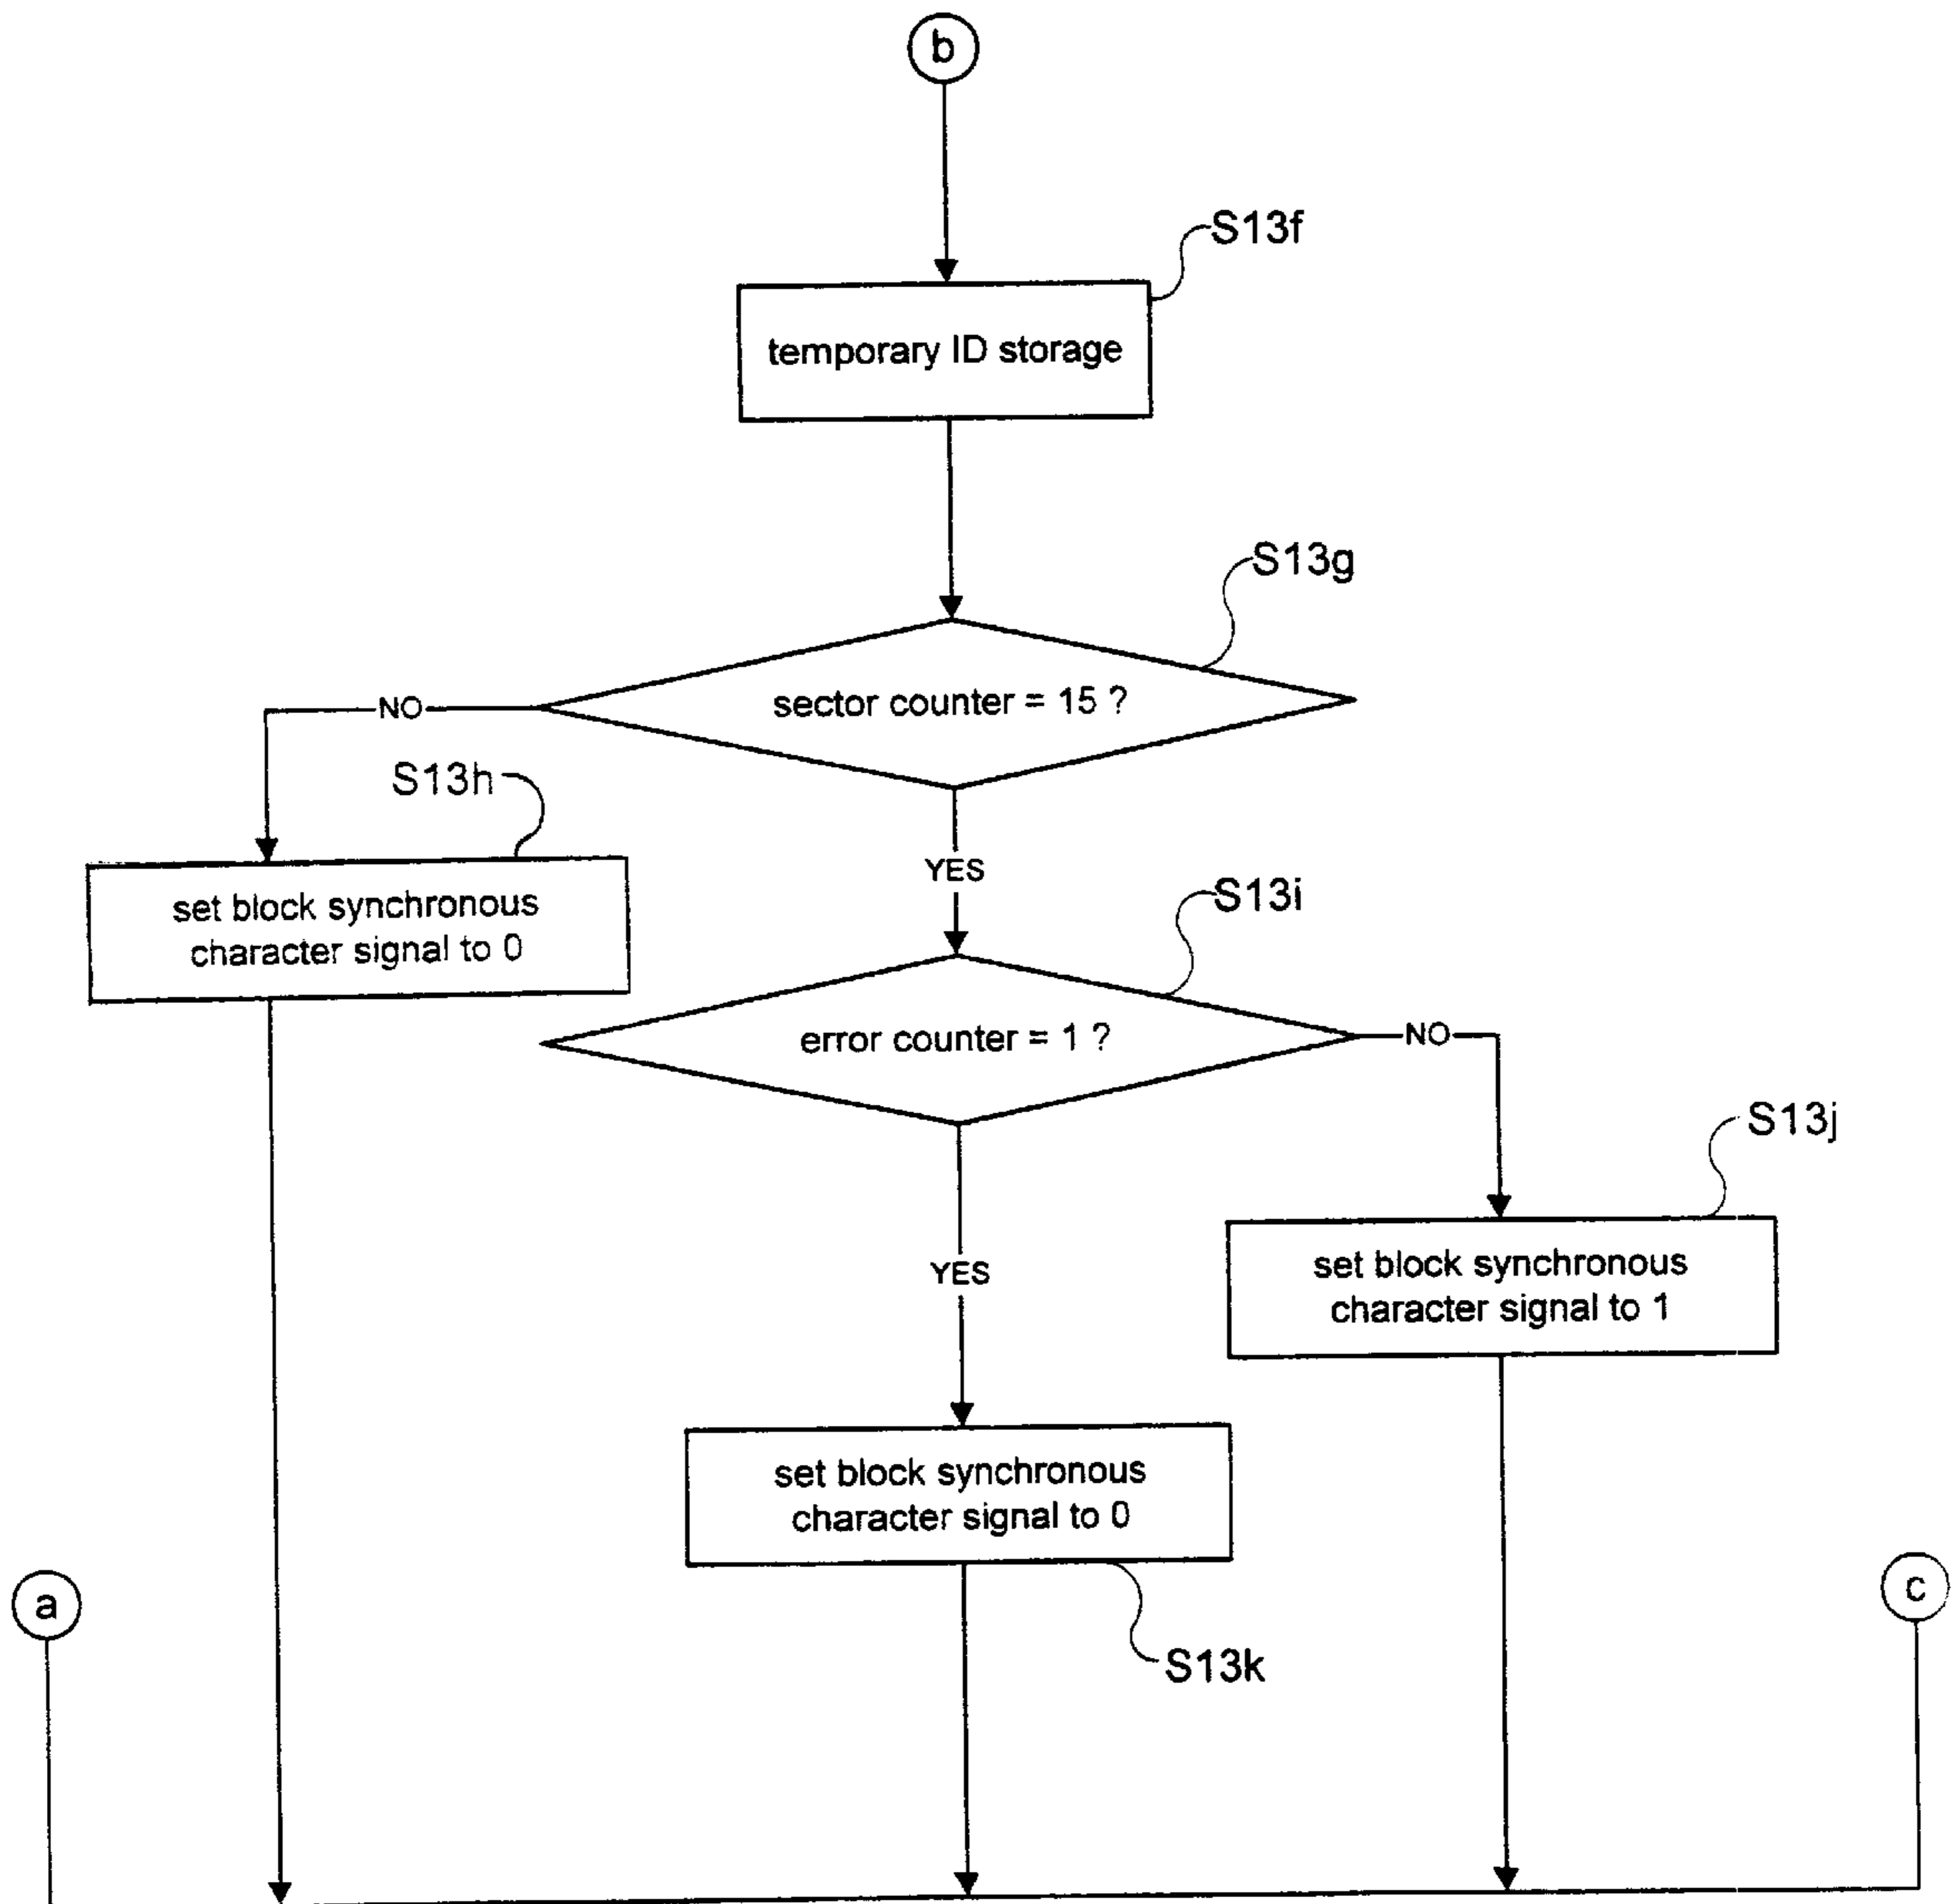 b
S13f
temporary ID storage
S13g
sector counter = 15 ?
NO
S13h
YES
set block synchronous
character signal to 0
S13i
error counter = 1 ?
NO
S13j
YES
set block synchronous
character signal to 1
set block synchronous
character signal to 0
a
c
S13k